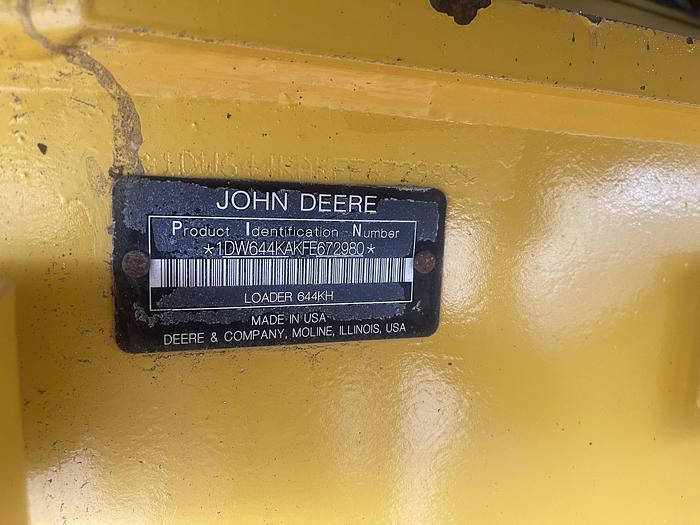 JOHN DEERE
Product Identification Number
*1DW644KAKFE672980*
LOADER 644KH
MADE IN USA
DEERE & COMPANY, MOLINE, ILLINOIS, USA